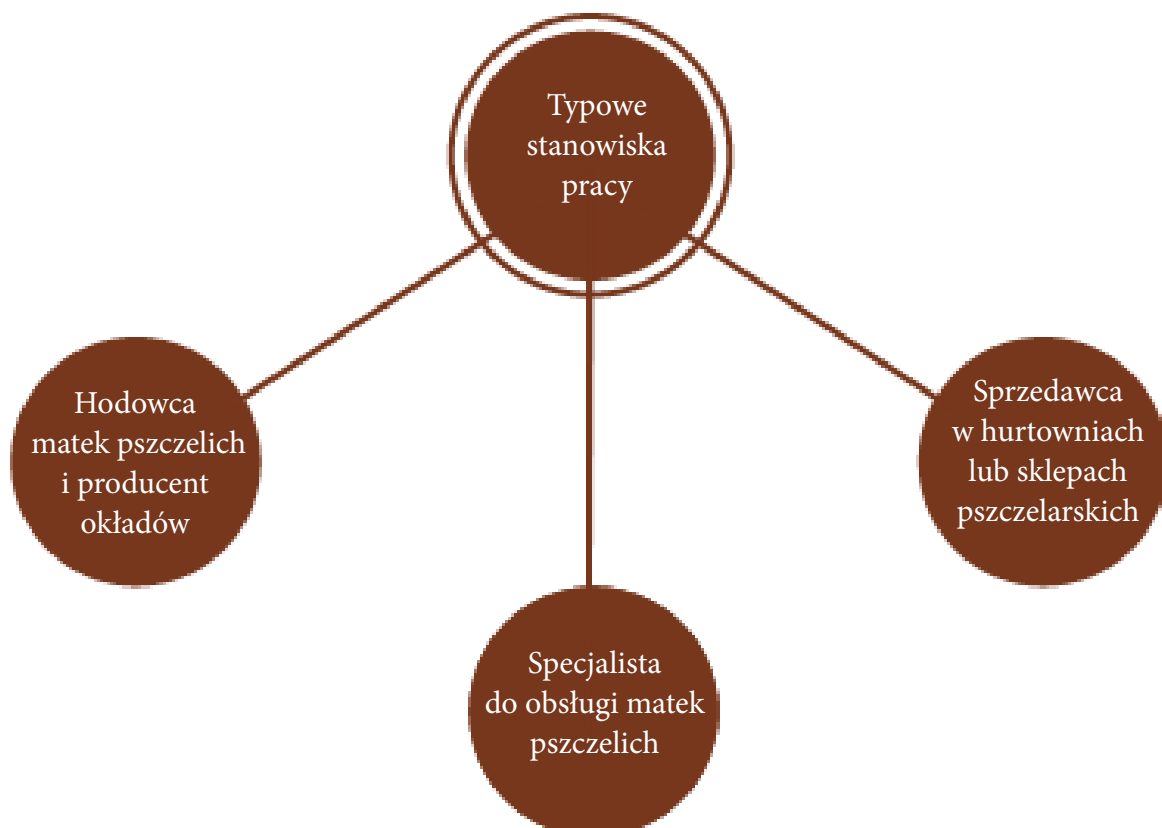 Typowe
stanowiska
pracy
Hodowca
matek pszczelich
i producent
okładów
Sprzedawca
w hurtowniach
lub sklepach
pszczelarskich
Specjalista
do obsługi matek
pszczelich